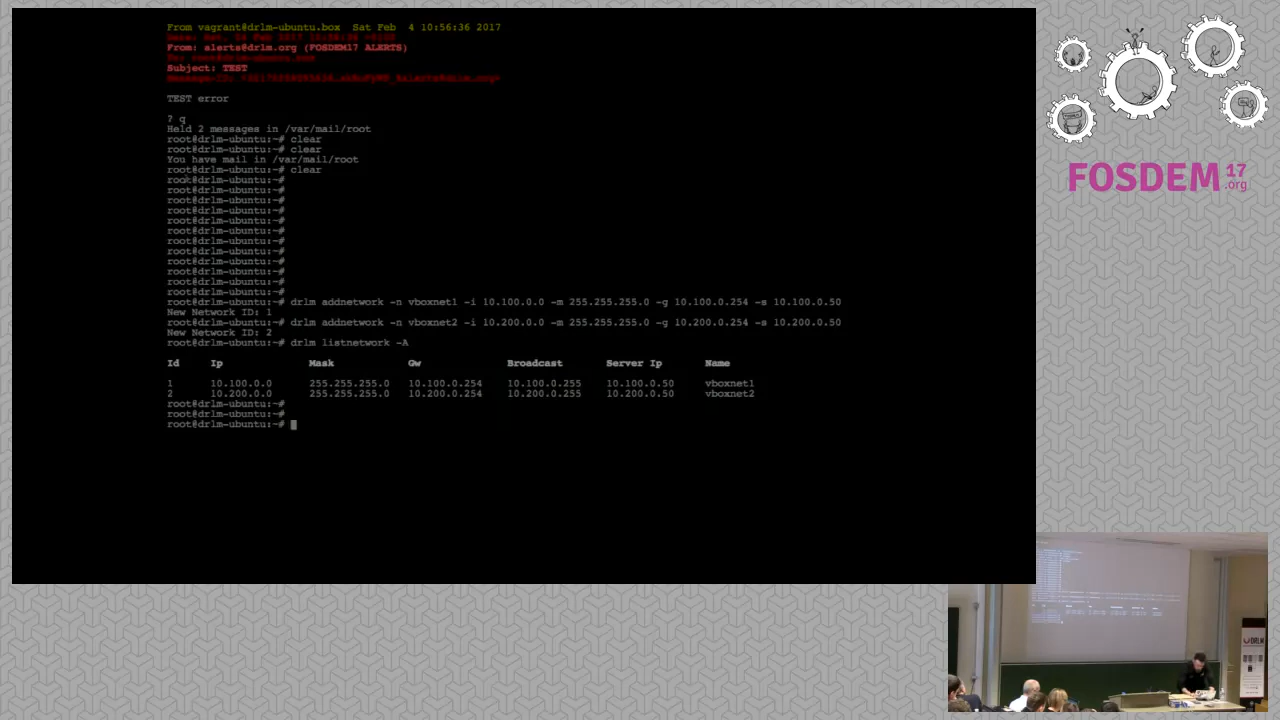 From vagrant@drlm-ubuntu.box  Sat Feb  4 10:56:36 2017
From: alerts@drlm.org (FOSDEM17 ALERTS)
Subject: TEST
TEST error
? q
Held 2 messages in /var/mail/root
root@drlm-ubuntu:~# clear
root@drlm-ubuntu:~# clear
You have mail in /var/mail/root
root@drlm-ubuntu:~# clear
root@drlm-ubuntu:~#
root@drlm-ubuntu:~#
root@drlm-ubuntu:~#
root@drlm-ubuntu:~#
root@drlm-ubuntu:~#
root@drlm-ubuntu:~#
root@drlm-ubuntu:~#
root@drlm-ubuntu:~#
root@drlm-ubuntu:~#
root@drlm-ubuntu:~#
root@drlm-ubuntu:~#
root@drlm-ubuntu:~#
root@drlm-ubuntu:~# drlm addnetwork -n vboxnet1 -i 10.100.0.0 -m 255.255.255.0 -g 10.100.0.254 -s 10.100.0.50
New Network ID: 1
root@drlm-ubuntu:~# drlm addnetwork -n vboxnet2 -i 10.200.0.0 -m 255.255.255.0 -g 10.200.0.254 -s 10.200.0.50
New Network ID: 2
root@drlm-ubuntu:~# drlm listnetwork -A
Id Ip Mask Gw Broadcast Server Ip Name
1 10.100.0.0 255.255.255.0 10.100.0.254 10.100.0.255 10.100.0.50 vboxnet1
2 10.200.0.0 255.255.255.0 10.200.0.254 10.200.0.255 10.200.0.50 vboxnet2
root@drlm-ubuntu:~#
root@drlm-ubuntu:~#
root@drlm-ubuntu:~#
FOSDEM 17
.org
DRLM